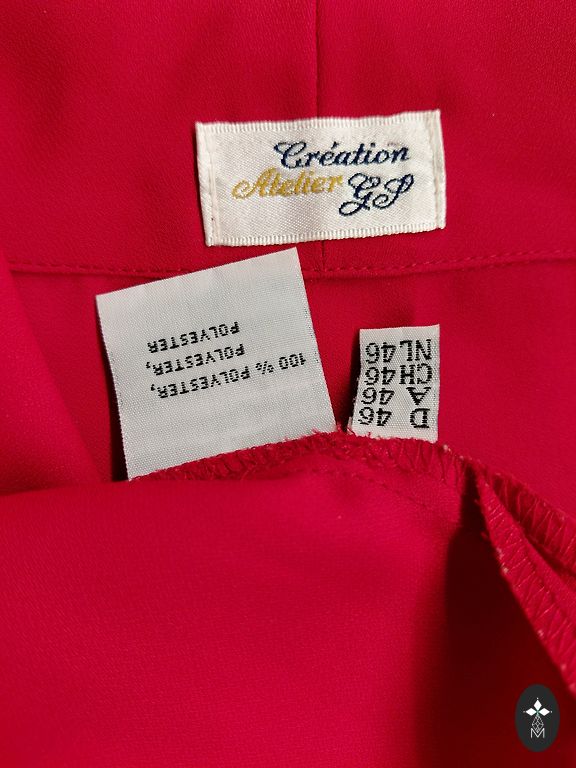 Création
Atelier GS
100 % POLYESTER,
POLYESTER,
POLYESTER
D 46
A 46
CH 46
NL 46
M